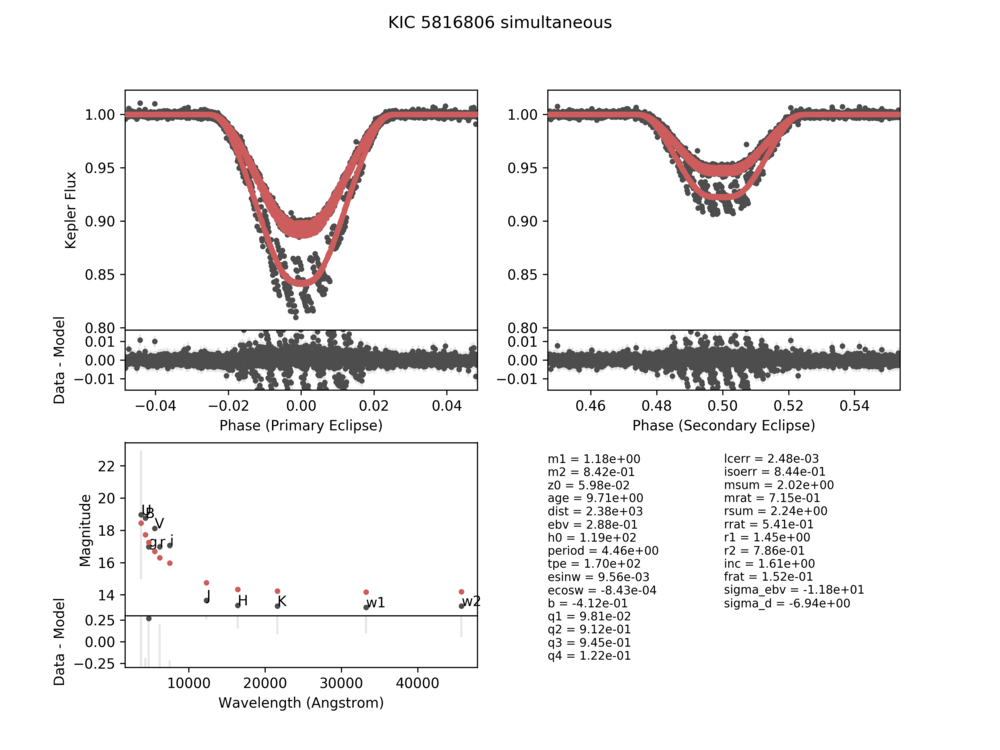 KIC 5816806 simultaneous
Kepler Flux
1.00
0.95
0.90
0.85
0.80
1.00
0.95
0.90
0.85
0.80
Data - Model
0.01
0.00
−0.01
0.01
0.00
−0.01
−0.04 −0.02 0.00 0.02 0.04
0.46 0.48 0.50 0.52 0.54
Phase (Primary Eclipse)
Phase (Secondary Eclipse)
Magnitude
22
20
18
16
14
U
B
V
g r i
J
H
K
w1
w2
Data - Model
0.25
0.00
−0.25
10000 20000 30000 40000
Wavelength (Angstrom)
m1 = 1.18e+00
m2 = 8.42e-01
z0 = 5.98e-02
age = 9.71e+00
dist = 2.38e+03
ebv = 2.88e-01
h0 = 1.19e+02
period = 4.46e+00
tpe = 1.70e+02
esinw = 9.56e-03
ecosw = -8.43e-04
b = -4.12e-01
q1 = 9.81e-02
q2 = 9.12e-01
q3 = 9.45e-01
q4 = 1.22e-01
lcerr = 2.48e-03
isoerr = 8.44e-01
msum = 2.02e+00
mrat = 7.15e-01
rsum = 2.24e+00
rrat = 5.41e-01
r1 = 1.45e+00
r2 = 7.86e-01
inc = 1.61e+00
frat = 1.52e-01
sigma_ebv = -1.18e+01
sigma_d = -6.94e+00